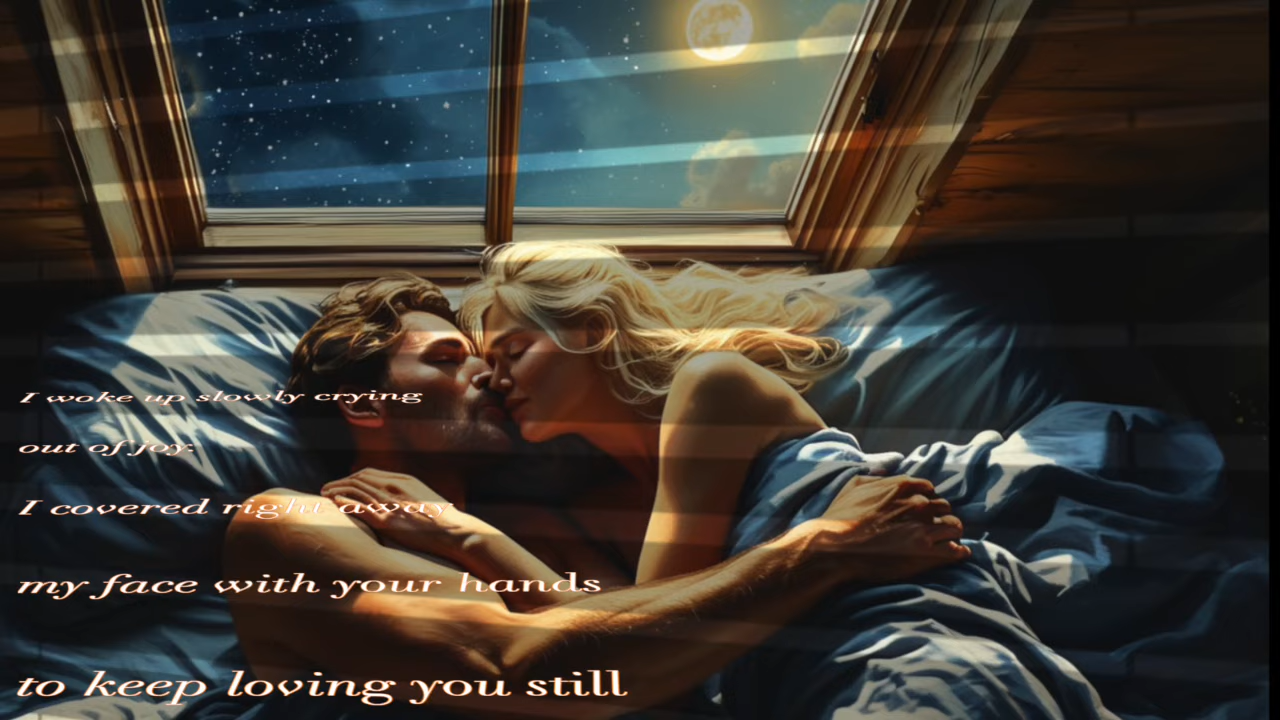 I woke up slowly crying
out of joy:
I covered right away
my face with your hands
to keep loving you still